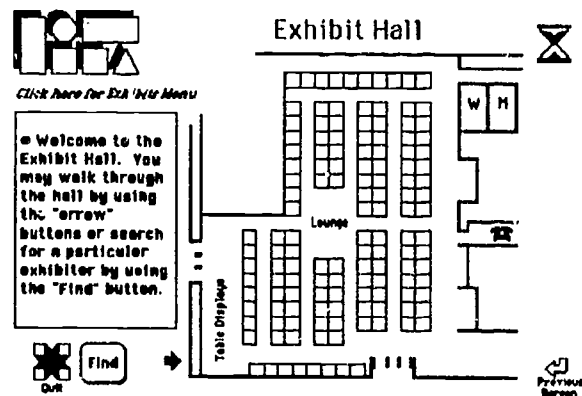 Exhibit Hall
Click here for Exhibits Menu
Welcome to the
Exhibit Hall. You
may walk through
the hall by using
the "arrow"
buttons or search
for a particular
exhibitor by using
the "Find" button.
W M
Lounge
Table Displays
Quit
Find
Previous
Screen